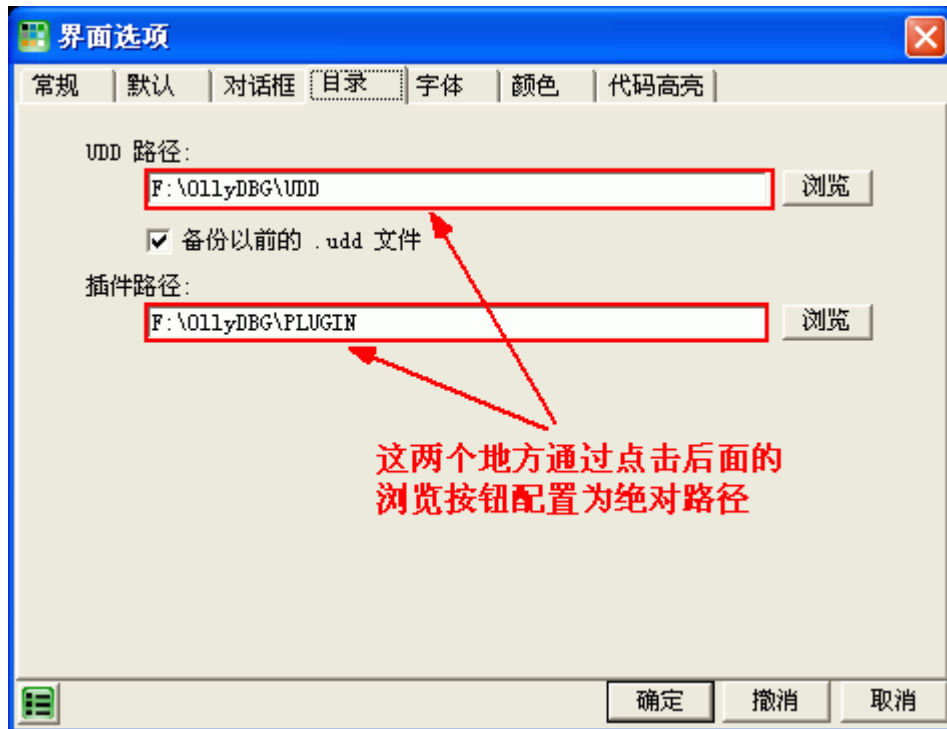 界面选项
常规 默认 对话框 目录 字体 颜色 代码高亮
UDD 路径:
F:\OllyDBG\UDD 浏览
备份以前的 .udd 文件
插件路径:
F:\OllyDBG\PLUGIN 浏览
这两个地方通过点击后面的
浏览按钮配置为绝对路径
确定 撤消 取消